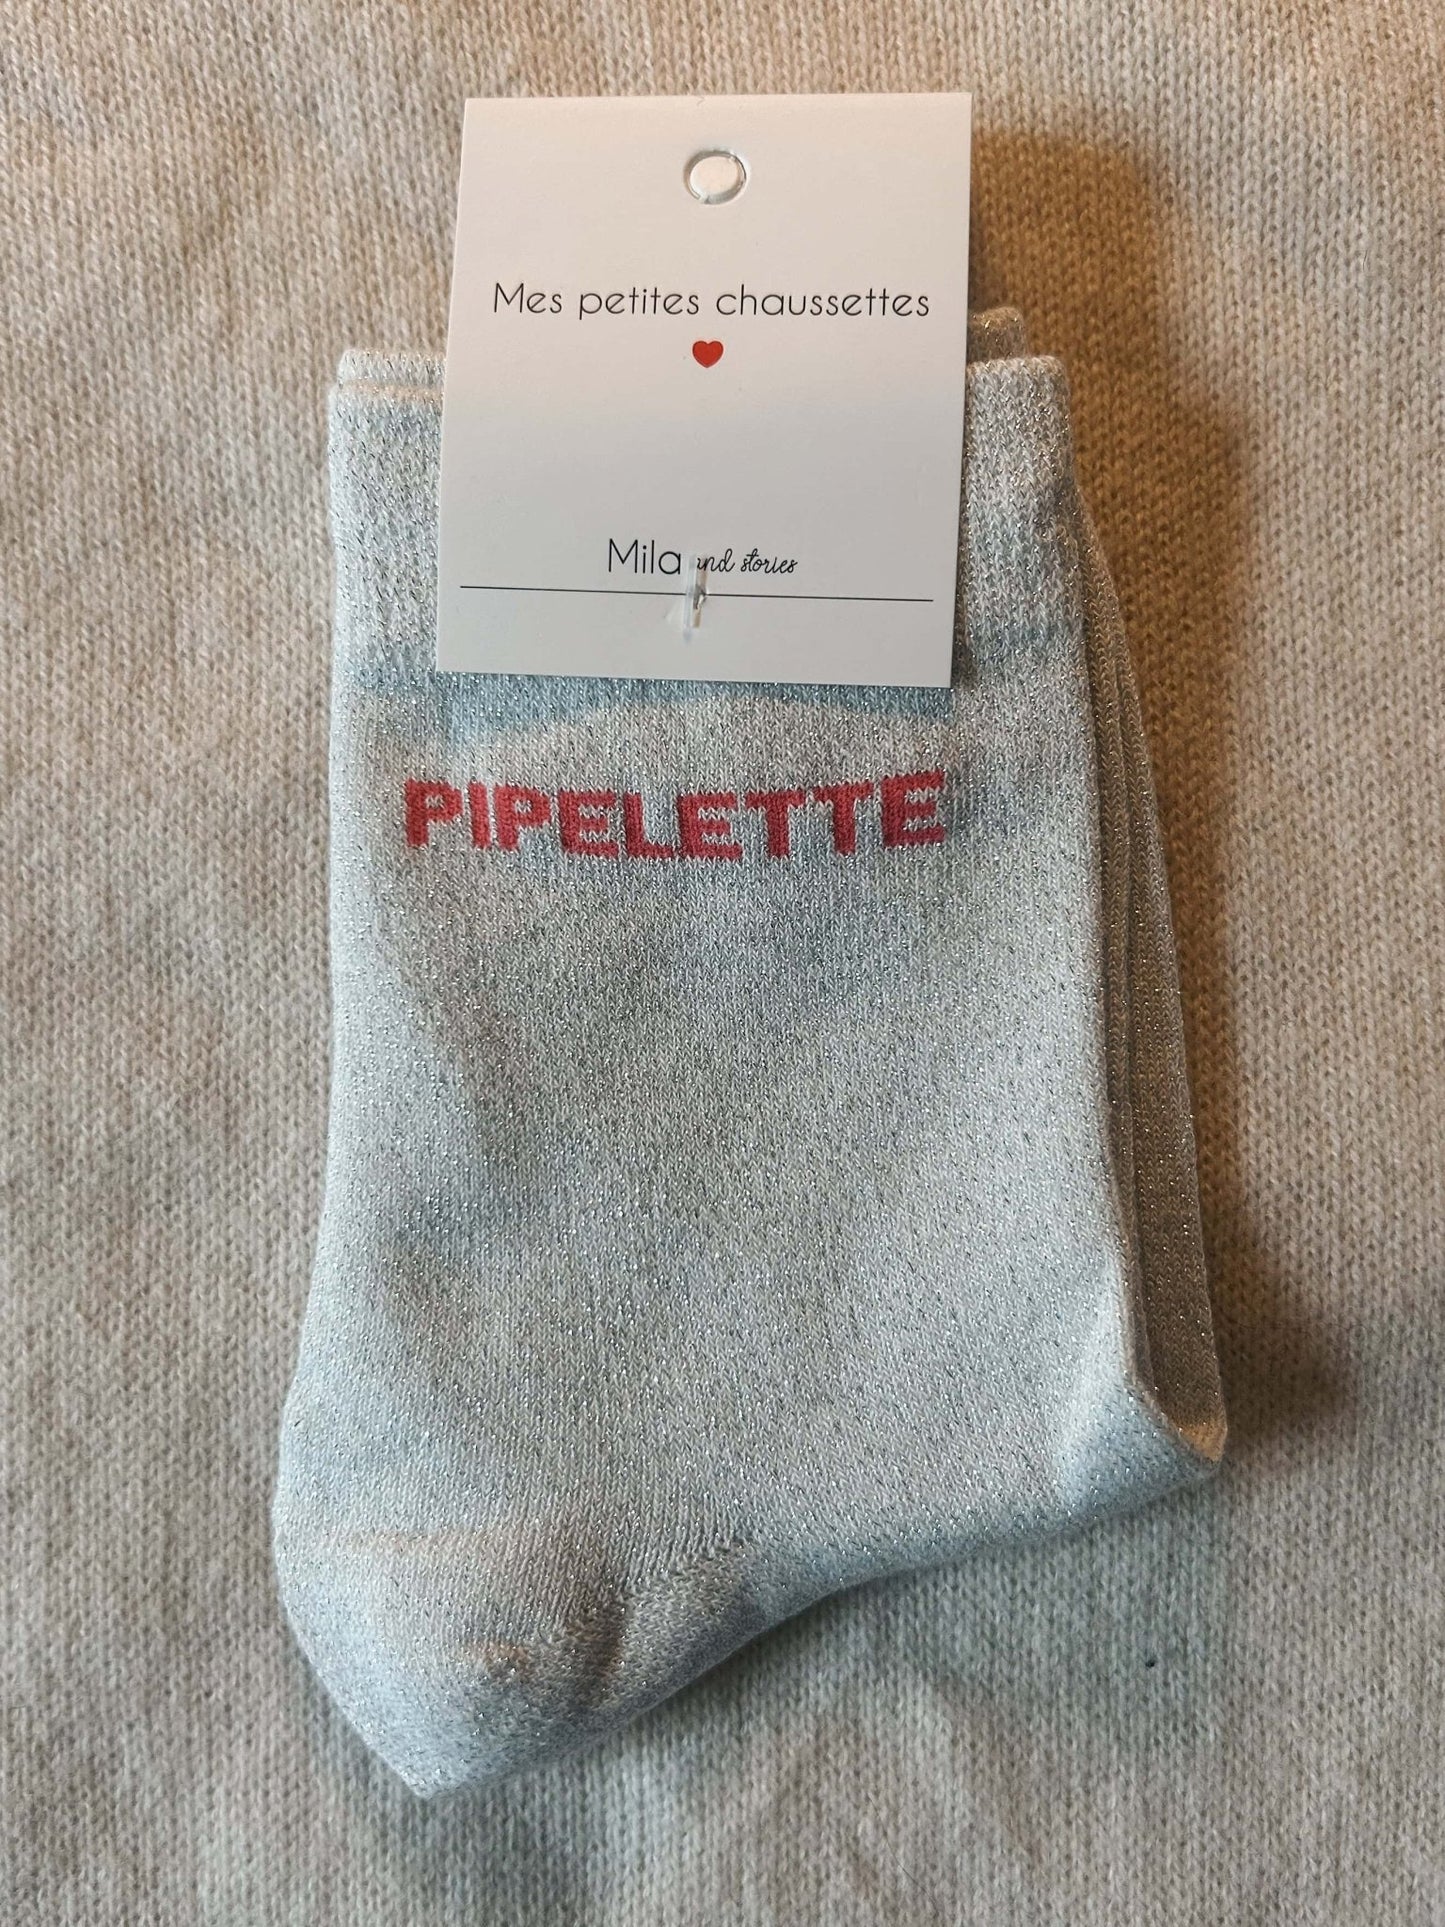 Mes petites chaussettes
Mila and stories
PIPELETTE